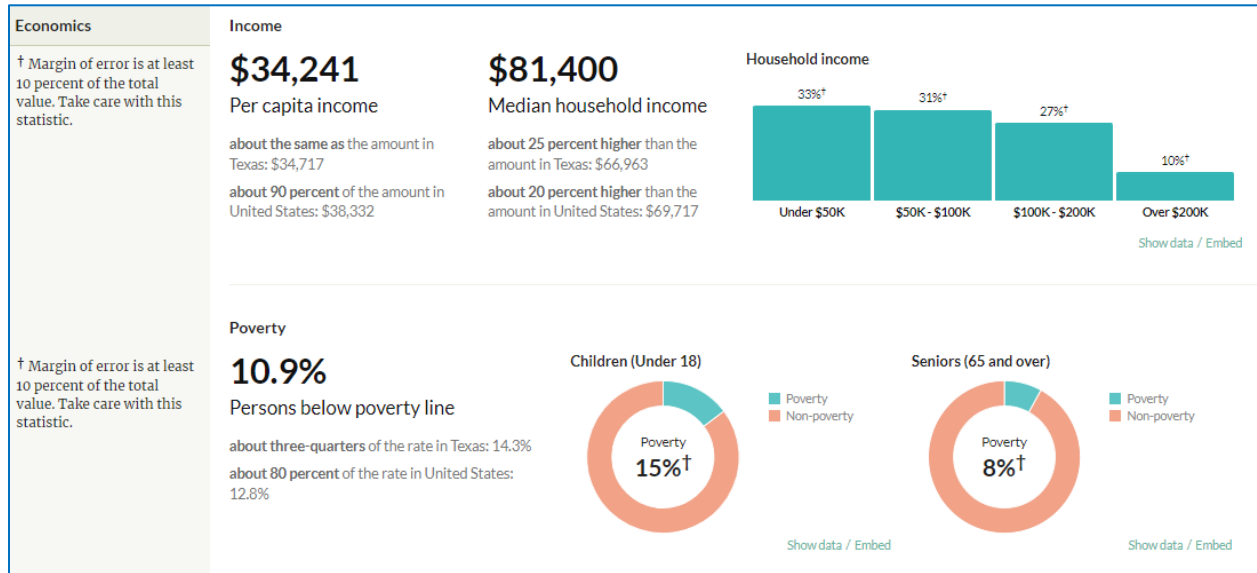 Economics
† Margin of error is at least
10 percent of the total
value. Take care with this
statistic.
Income
$34,241
Per capita income
about the same as the amount in
Texas: $34,717
about 90 percent of the amount in
United States: $38,332
$81,400
Median household income
about 25 percent higher than the
amount in Texas: $66,963
about 20 percent higher than the
amount in United States: $69,717
Household income
33%†
31%†
27%†
10%†
Under $50K
$50K - $100K
$100K - $200K
Over $200K
Show data / Embed
† Margin of error is at least
10 percent of the total
value. Take care with this
statistic.
Poverty
10.9%
Persons below poverty line
about three-quarters of the rate in Texas: 14.3%
about 80 percent of the rate in United States:
12.8%
Children (Under 18)
Poverty
15%†
Poverty
Non-poverty
Show data / Embed
Seniors (65 and over)
Poverty
8%†
Poverty
Non-poverty
Show data / Embed